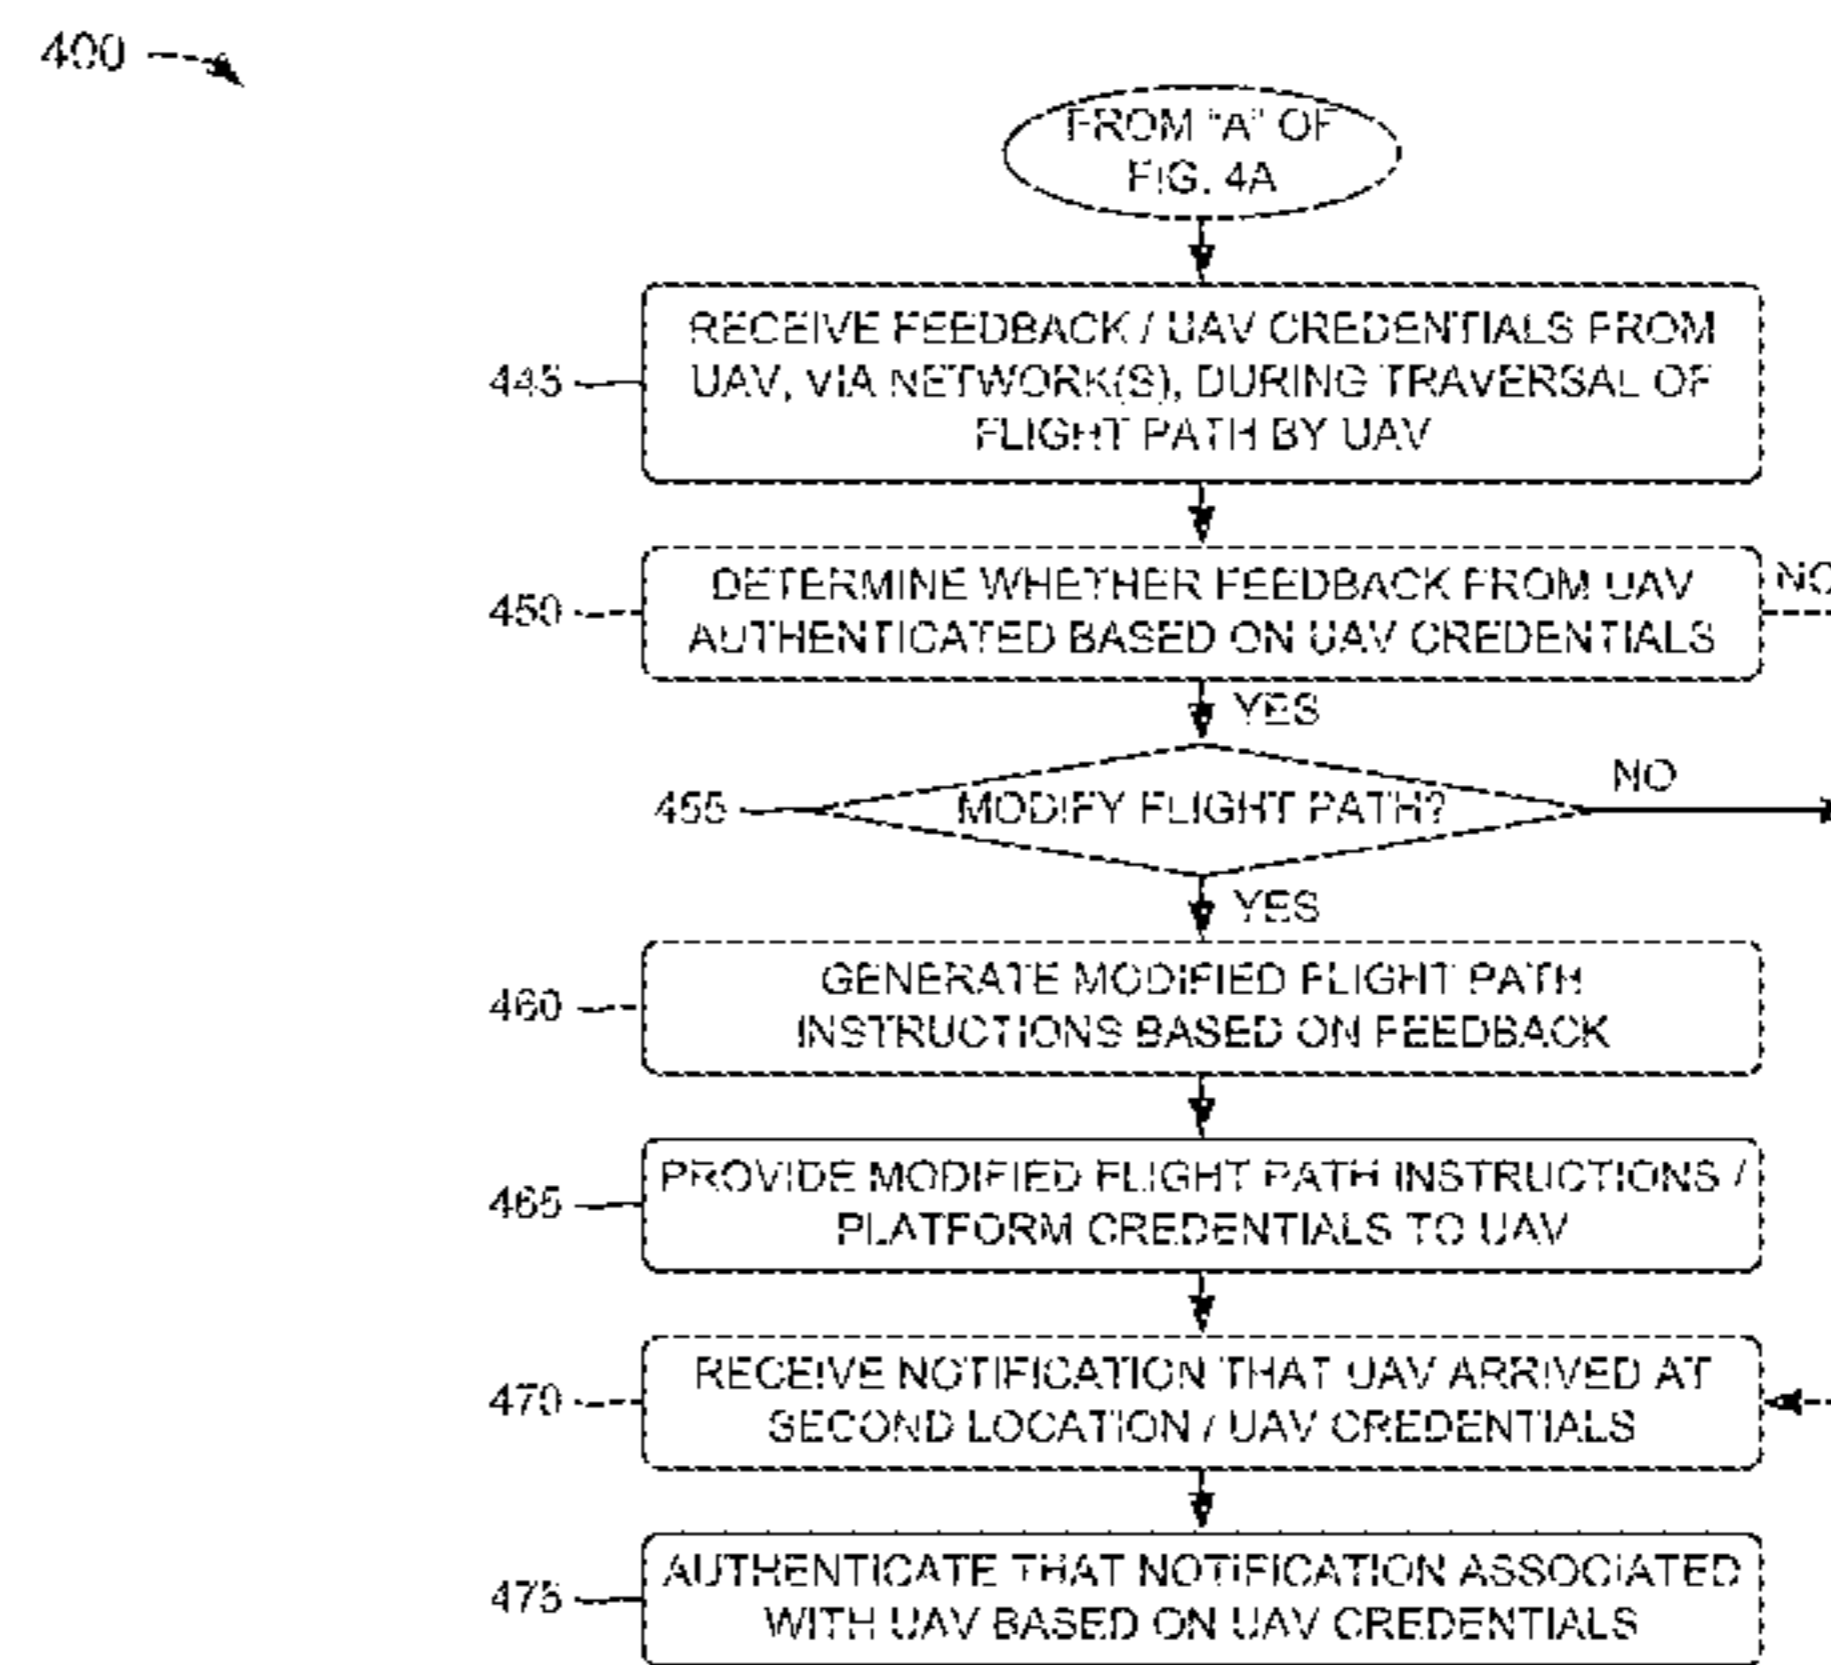 400
FROM "A" OF
FIG. 4A
RECEIVE FEEDBACK / UAV CREDENTIALS FROM
445
UAV, VIA NETWORK(S), DURING TRAVERSAL OF
FLIGHT PATH BY UAV
DETERMINE WHETHER FEEDBACK FROM UAV
NO
450
AUTHENTICATED BASED ON UAV CREDENTIALS
YES
NO
455
MODIFY FLIGHT PATH?
YES
GENERATE MODIFIED FLIGHT PATH
460
INSTRUCTIONS BASED ON FEEDBACK
PROVIDE MODIFIED FLIGHT PATH INSTRUCTIONS /
465
PLATFORM CREDENTIALS TO UAV
RECEIVE NOTIFICATION THAT UAV ARRIVED AT
470
SECOND LOCATION / UAV CREDENTIALS
AUTHENTICATE THAT NOTIFICATION ASSOCIATED
475
WITH UAV BASED ON UAV CREDENTIALS